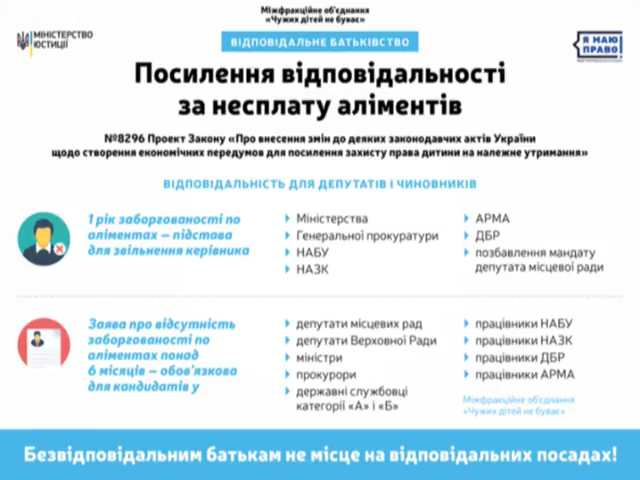 Міжфракційне об'єднання
«Чужих дітей не буває»
МІНІСТЕРСТВО
ЮСТИЦІЇ
ВІДПОВІДАЛЬНЕ БАТЬКІВСТВО
Я МАЮ
ПРАВО!
Посилення відповідальності
за несплату аліментів
№8296 Проект Закону «Про внесення змін до деяких законодавчих актів України
щодо створення економічних передумов для посилення захисту права дитини на належне утримання»
ВІДПОВІДАЛЬНІСТЬ ДЛЯ ДЕПУТАТІВ І ЧИНОВНИКІВ
1 рік заборгованості по
аліментах – підстава
для звільнення керівника
Міністерства
Генеральної прокуратури
НАБУ
НАЗК
АРМА
ДБР
позбавлення мандату
депутата місцевої ради
Заява про відсутність
заборгованості по
аліментах понад
6 місяців – обов'язкова
для кандидатів у
депутати місцевих рад
депутати Верховної Ради
міністри
прокурори
державні службовці
категорії «А» і «Б»
працівники НАБУ
працівники НАЗК
працівники ДБР
працівники АРМА
Міжфракційне об'єднання
«Чужих дітей не буває»
Безвідповідальним батькам не місце на відповідальних посадах!